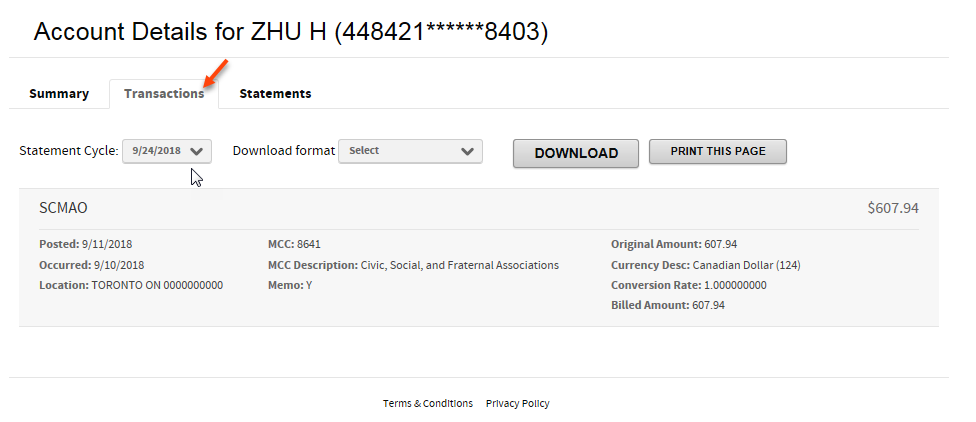 Account Details for ZHU H (448421******8403)
Summary Transactions Statements
Statement Cycle: 9/24/2018 Download format Select DOWNLOAD PRINT THIS PAGE
SCMAO $607.94
Posted: 9/11/2018 MCC: 8641 Original Amount: 607.94
Occurred: 9/10/2018 MCC Description: Civic, Social, and Fraternal Associations Currency Desc: Canadian Dollar (124)
Location: TORONTO ON 0000000000 Memo: Y Conversion Rate: 1.000000000
Billed Amount: 607.94
Terms & Conditions Privacy Policy